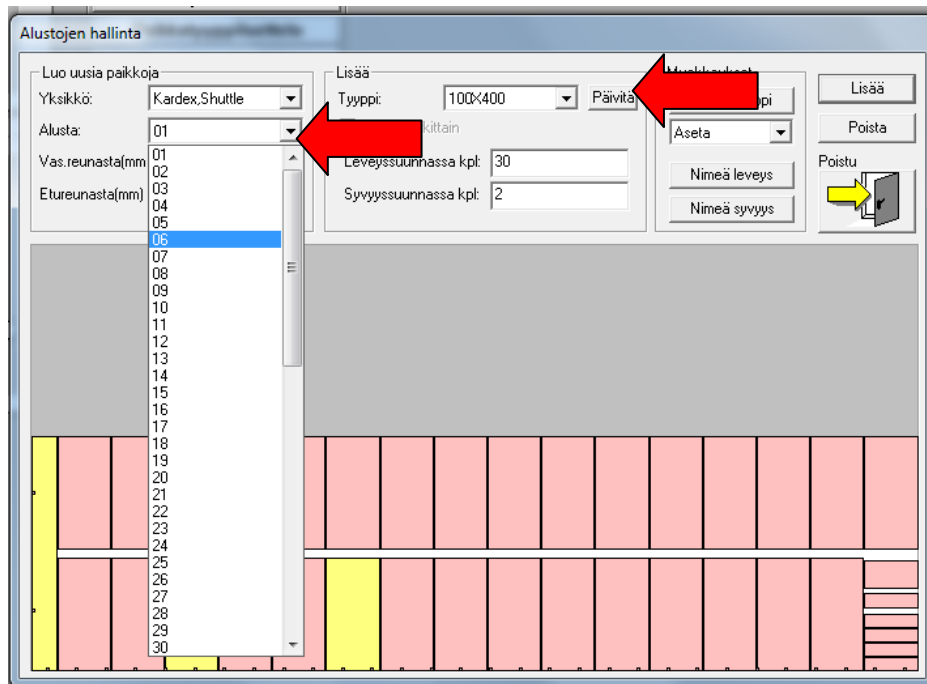 Alustojen hallinta
Luo uusia paikkoja
Yksikkö:
Kardex,Shuttle
Alusta:
01
Vas.reunasta(mm
Etureunasta(mm)
01
02
03
04
05
06
07
08
09
10
11
12
13
14
15
16
17
18
19
20
21
22
23
24
25
26
27
28
29
30
Lisää
Tyyppi:
100X400
Päivitä
kittain
Leveyssuunnassa kpl:
30
Syvyyssuunnassa kpl:
2
ppi
Aseta
Nimeä leveys
Nimeä syvyys
Lisää
Poista
Poistu